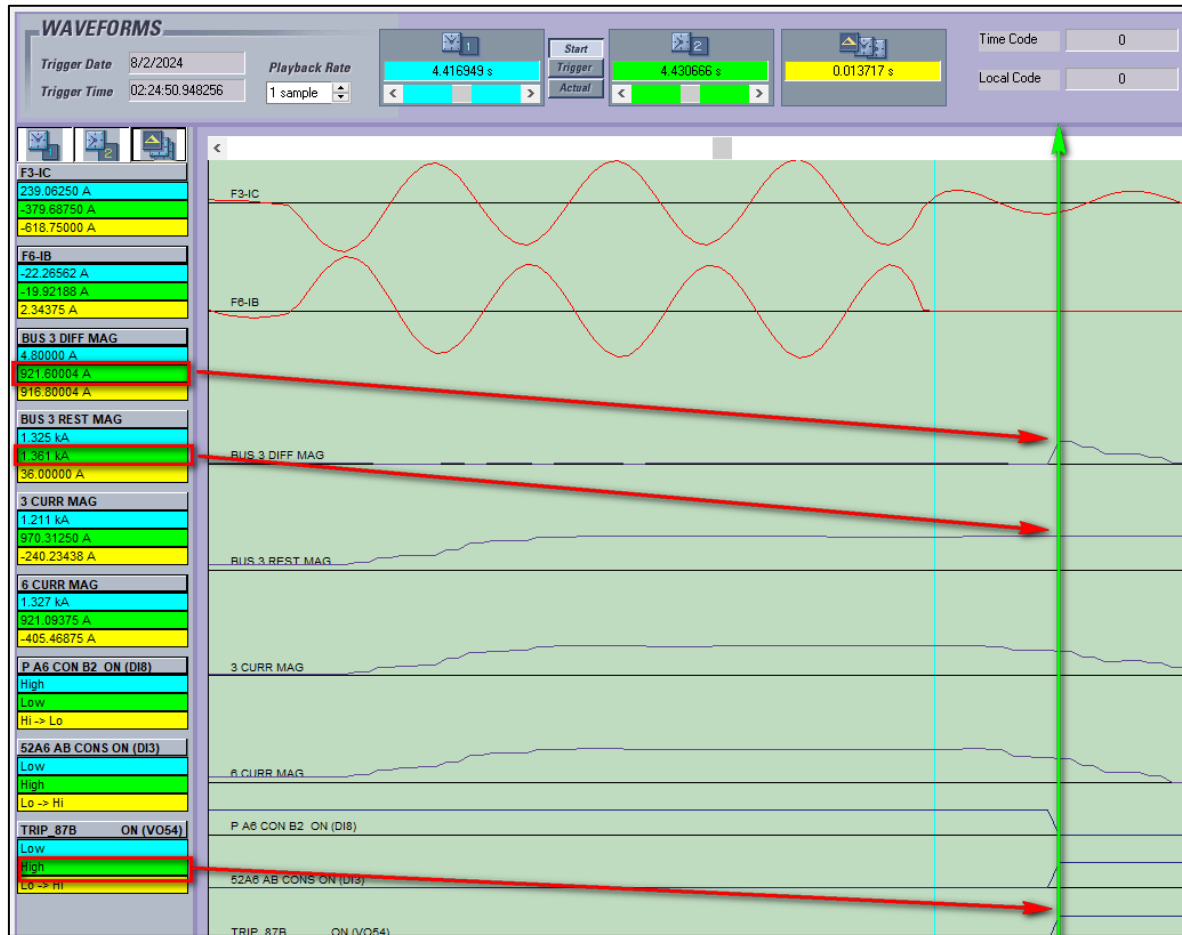 WAVEFORMS
Trigger Date 8/2/2024
Trigger Time 02:24:50.948256
Playback Rate
1 sample
1
4.416949 s
Start
Trigger
Actual
2
4.430666 s
0.013717 s
Time Code 0
Local Code 0
1
2
F3-IC
239.06250 A
-379.68750 A
-618.75000 A
F6-IB
-22.26562 A
-19.92188 A
2.34375 A
BUS 3 DIFF MAG
4.80000 A
921.60004 A
916.80004 A
BUS 3 REST MAG
1.325 kA
1.361 kA
36.00000 A
3 CURR MAG
1.211 kA
970.31250 A
-240.23438 A
6 CURR MAG
1.327 kA
921.09375 A
-405.46875 A
P A6 CON B2 ON (DI8)
High
Low
Hi -> Lo
52A6 AB CONS ON (DI3)
Low
High
Lo -> Hi
TRIP_87B ON (VO54)
Low
High
Lo -> Hi
F3-IC
F6-IB
BUS 3 DIFF MAG
BUS 3 REST MAG
3 CURR MAG
6 CURR MAG
P A6 CON B2 ON (DI8)
52A6 AB CONS ON (DI3)
TRIP_87B ON (VO54)